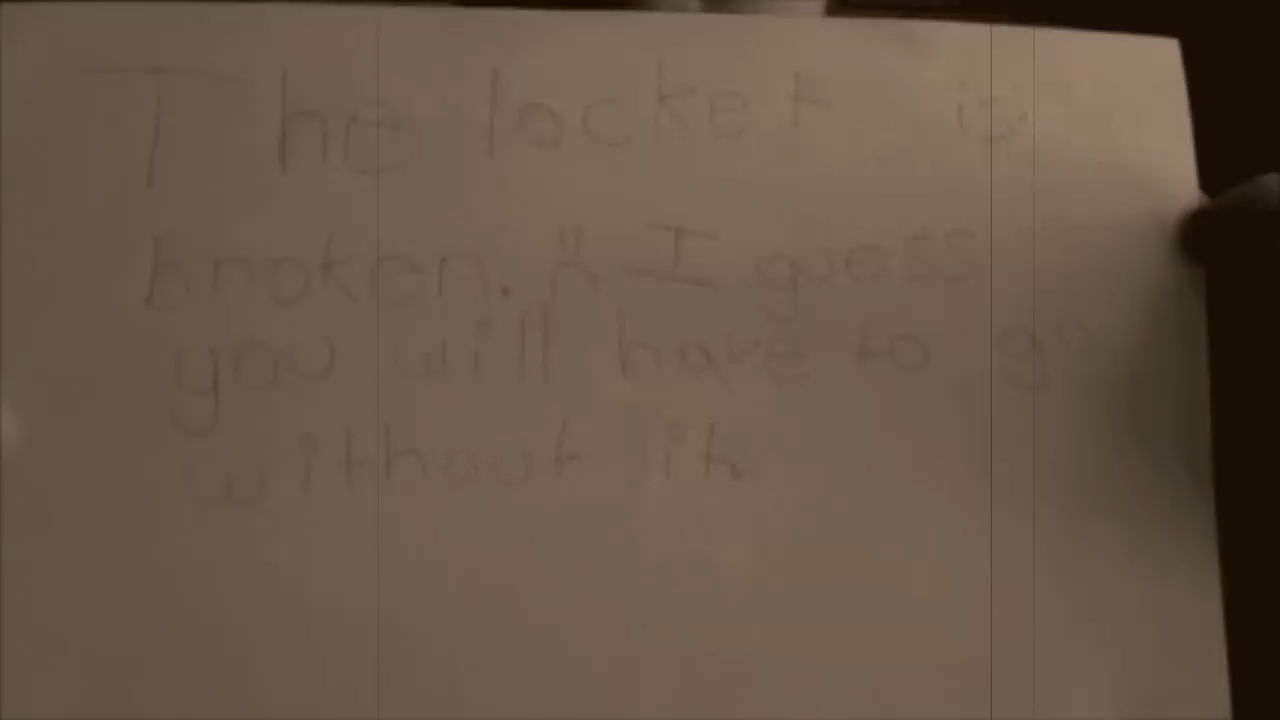 The locket is
broken. " I guess
you will have to go
without it.